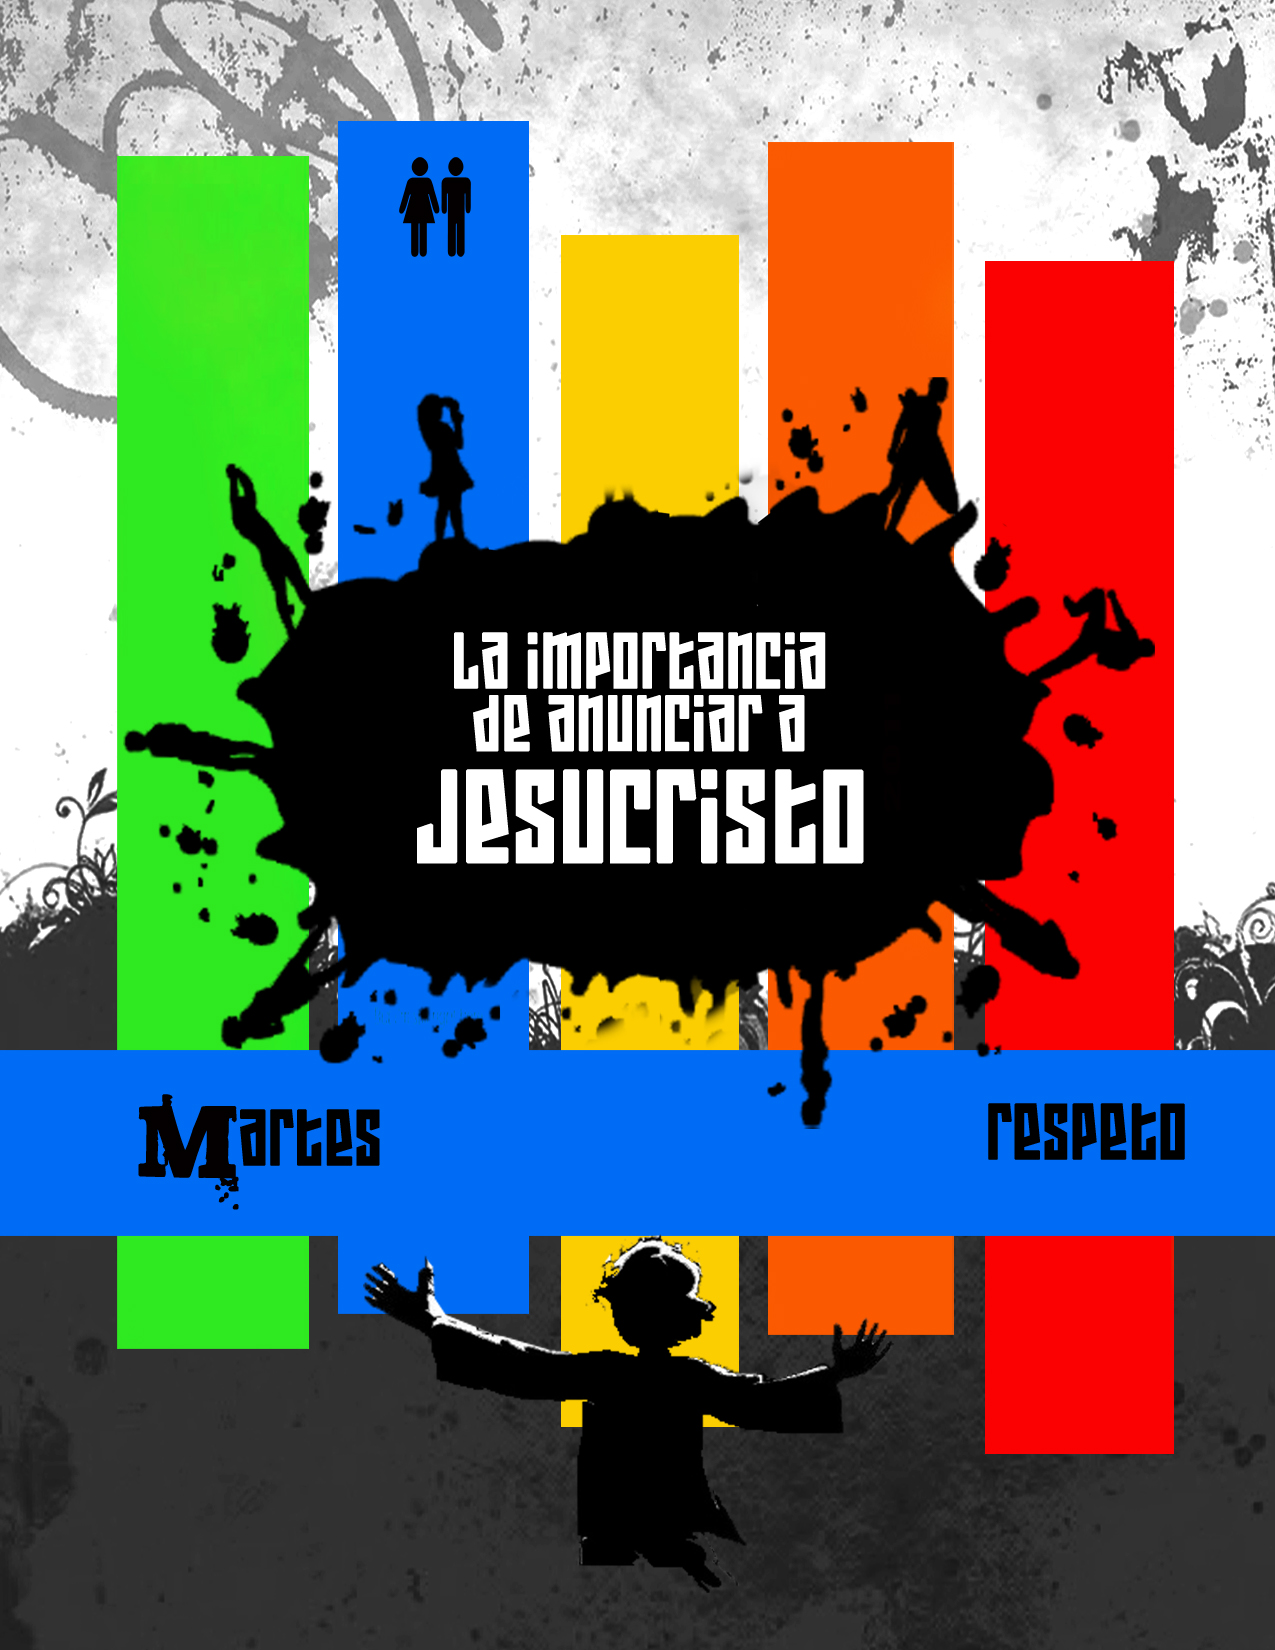 La importancia
de anunciar a
Jesucristo
Martes
respeto